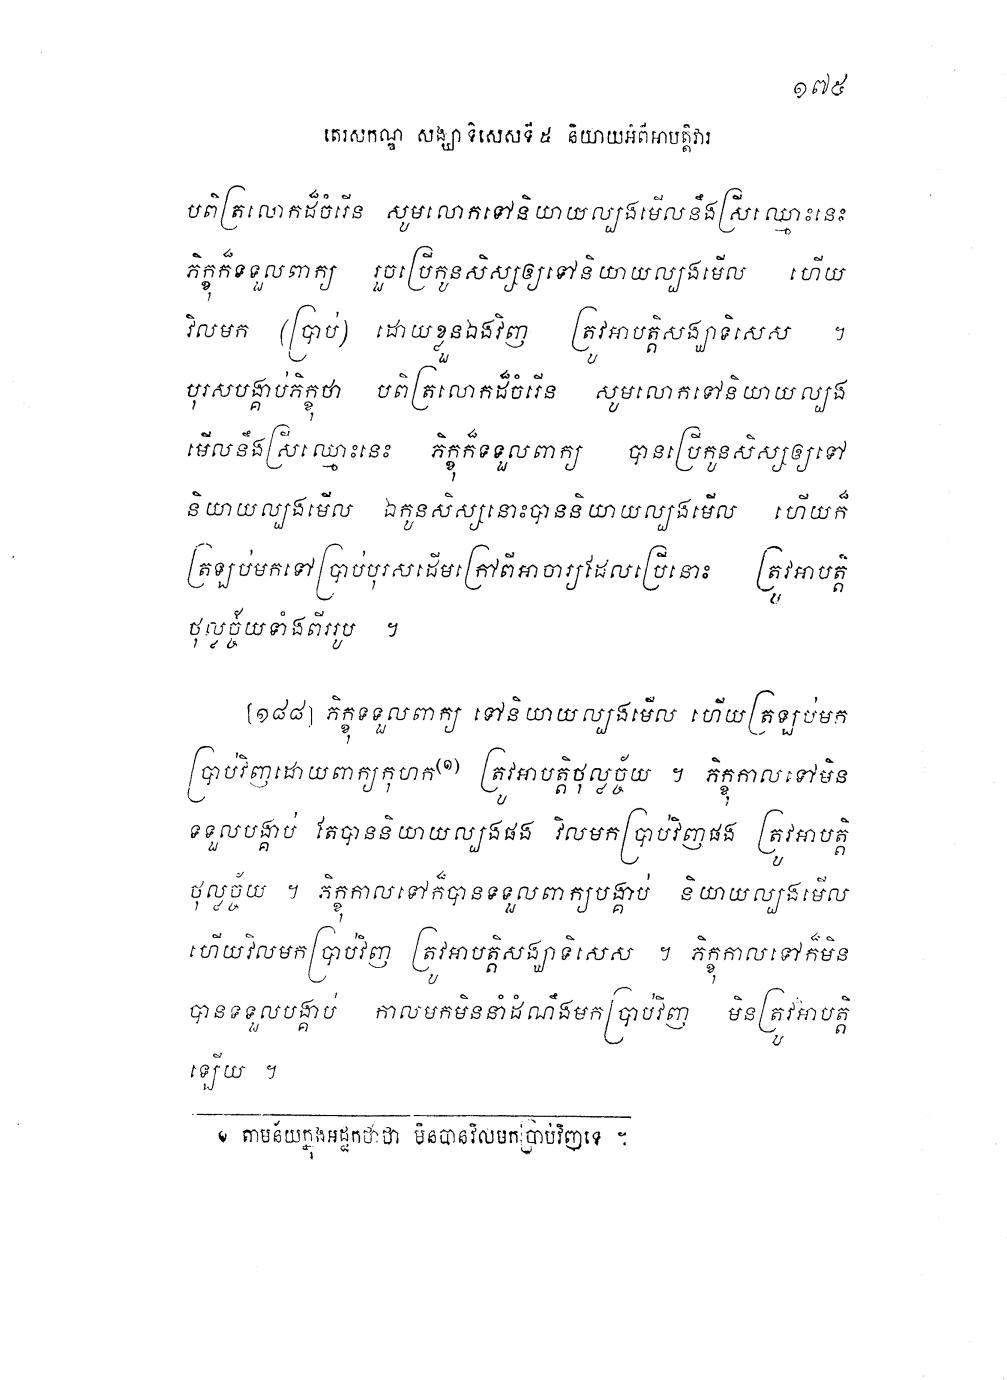 ១៧៥
តេរសកណ្ឌ សង្ឃាទិសេសទី ៥ និយាយអំពីអាបត្តិវារ
បពិត្រលោកដ៏ចំរើន សូមលោកទៅនិយាយល្បងមើលនឹងស្រីឈ្មោះនេះ
ភិក្ខុក៏ទទួលពាក្យ រួចប្រើកូនសិស្សឲ្យទៅនិយាយល្បងមើល ហើយ
វិលមក (ប្រាប់) ដោយខ្លួនឯងវិញ ត្រូវអាបត្តិសង្ឃាទិសេស ។
បុរសបង្គាប់ភិក្ខុថា បពិត្រលោកដ៏ចំរើន សូមលោកទៅនិយាយល្បង
មើលនឹងស្រីឈ្មោះនេះ ភិក្ខុក៏ទទួលពាក្យ បានប្រើកូនសិស្សឲ្យទៅ
និយាយល្បងមើល ឯកូនសិស្សនោះបាននិយាយល្បងមើល ហើយក៏
ត្រឡប់មកទៅប្រាប់បុរសដើមក្រៅពីអាចារ្យដែលប្រើនោះ ត្រូវអាបត្តិ
ថុល្លច្ច័យទាំងពីររូប ។
[១៨៨] ភិក្ខុទទួលពាក្យ ទៅនិយាយល្បងមើល ហើយត្រឡប់មក
ប្រាប់វិញដោយពាក្យកុហក(១) ត្រូវអាបត្តិថុល្លច្ច័យ ។ ភិក្ខុកាលទៅមិន
ទទួលបង្គាប់ តែបាននិយាយល្បងផង វិលមកប្រាប់វិញផង ត្រូវអាបត្តិ
ថុល្លច្ច័យ ។ ភិក្ខុកាលទៅក៏បានទទួលពាក្យបង្គាប់ និយាយល្បងមើល
ហើយវិលមកប្រាប់វិញ ត្រូវអាបត្តិសង្ឃាទិសេស ។ ភិក្ខុកាលទៅក៏មិន
បានទទួលបង្គាប់ កាលមកមិននាំដំណឹងមកប្រាប់វិញ មិនត្រូវអាបត្តិ
ឡើយ ។
១ តាមន័យក្នុងអដ្ឋកថាថា មិនបានវិលមកប្រាប់វិញទេ ។